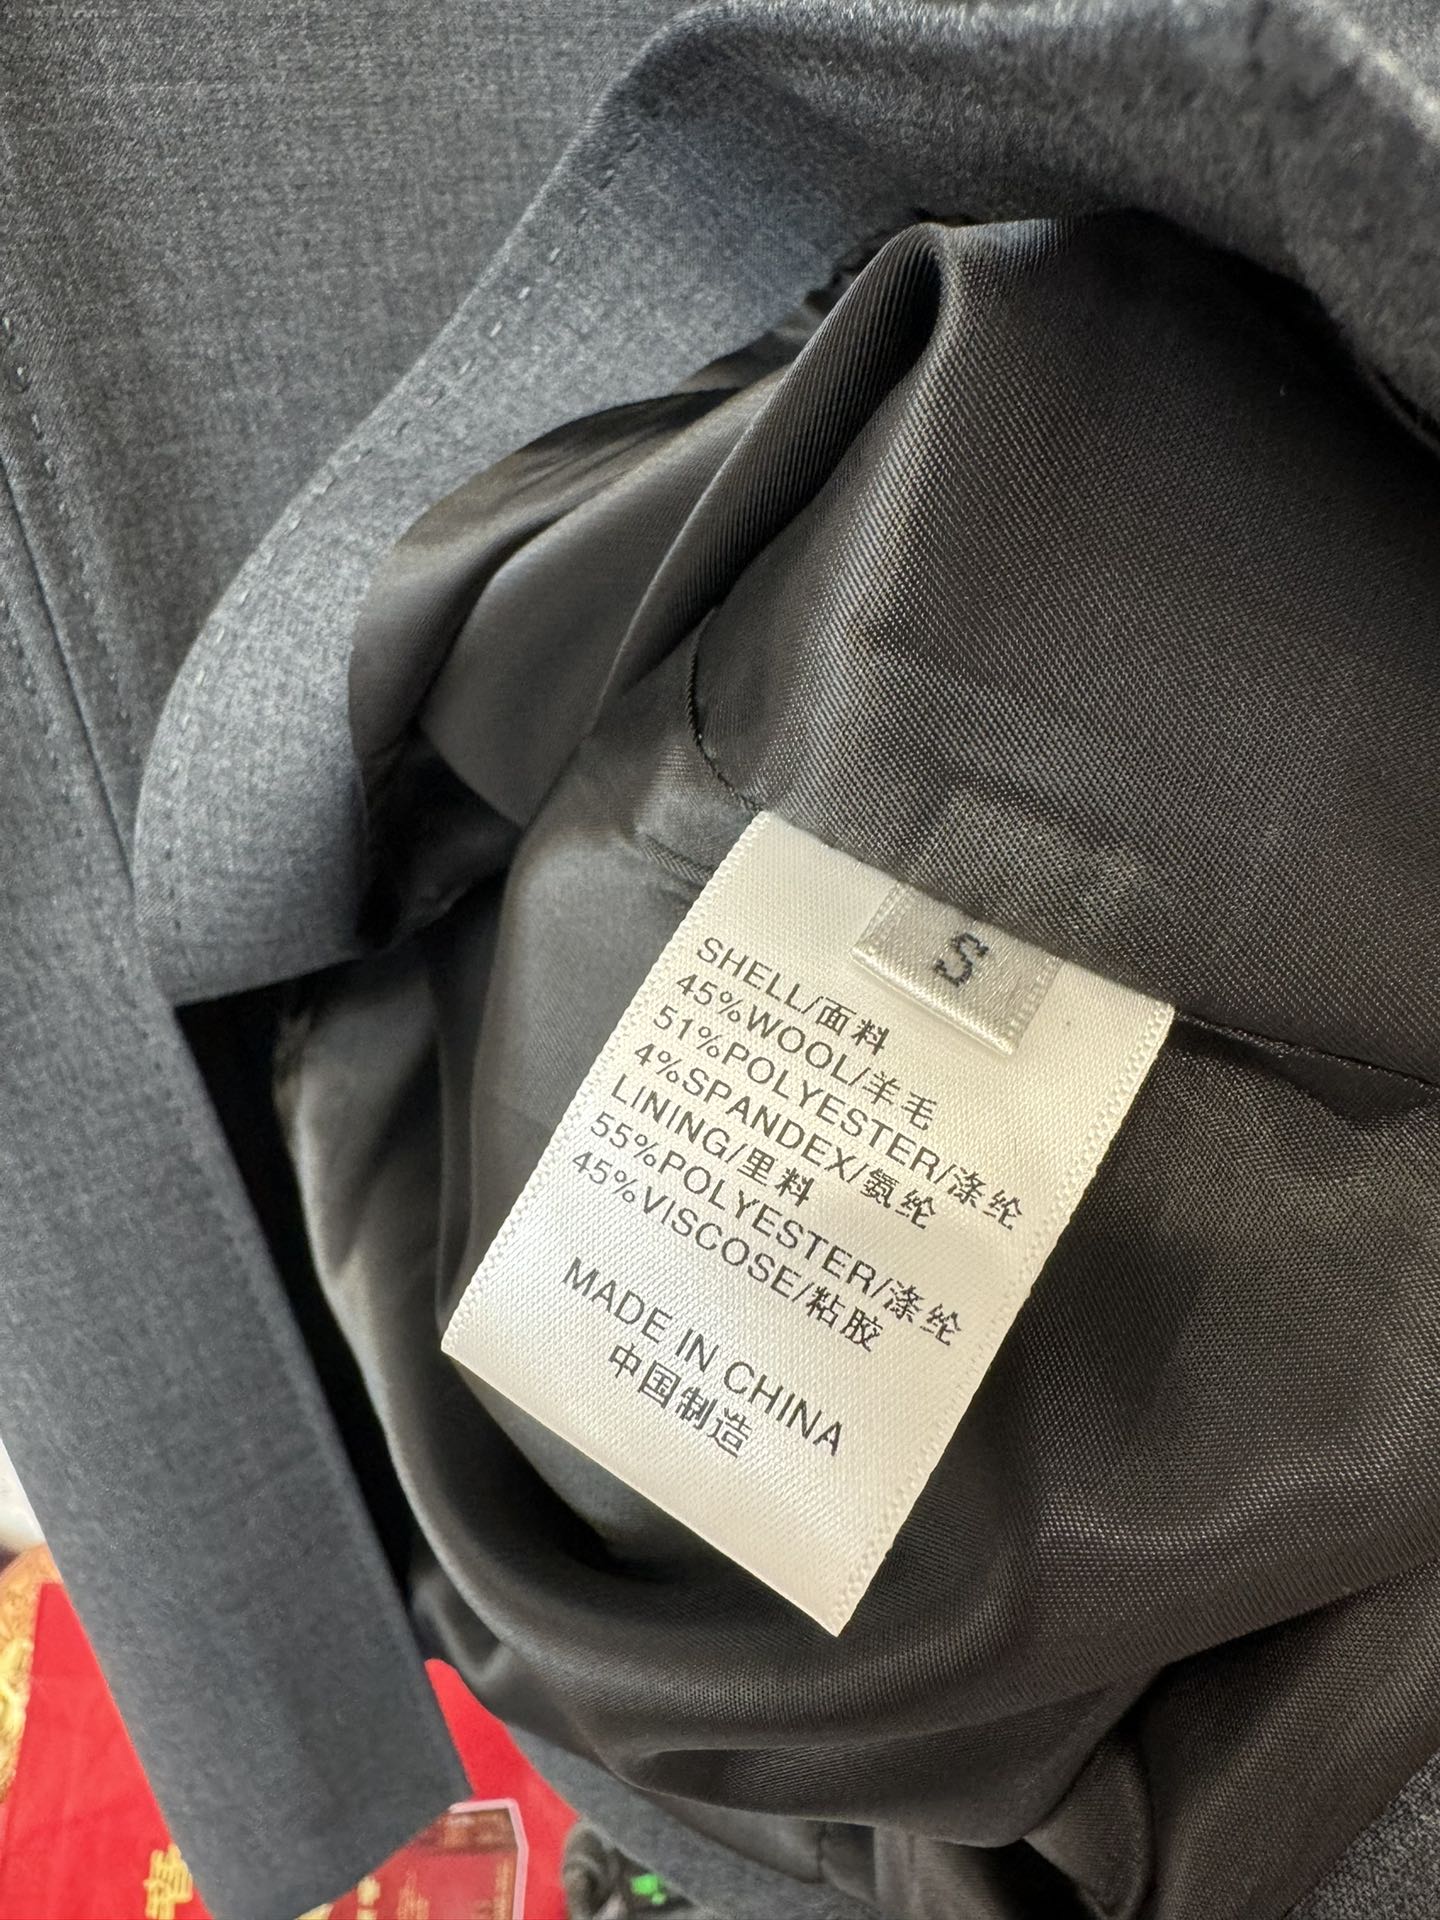 S
SHELL/面料
45%WOOL/羊毛
51%POLYESTER/涤纶
4%SPANDEX/氨纶
LINING/里料
55%POLYESTER/涤纶
45%VISCOSE/粘胶
MADE IN CHINA
中国制造